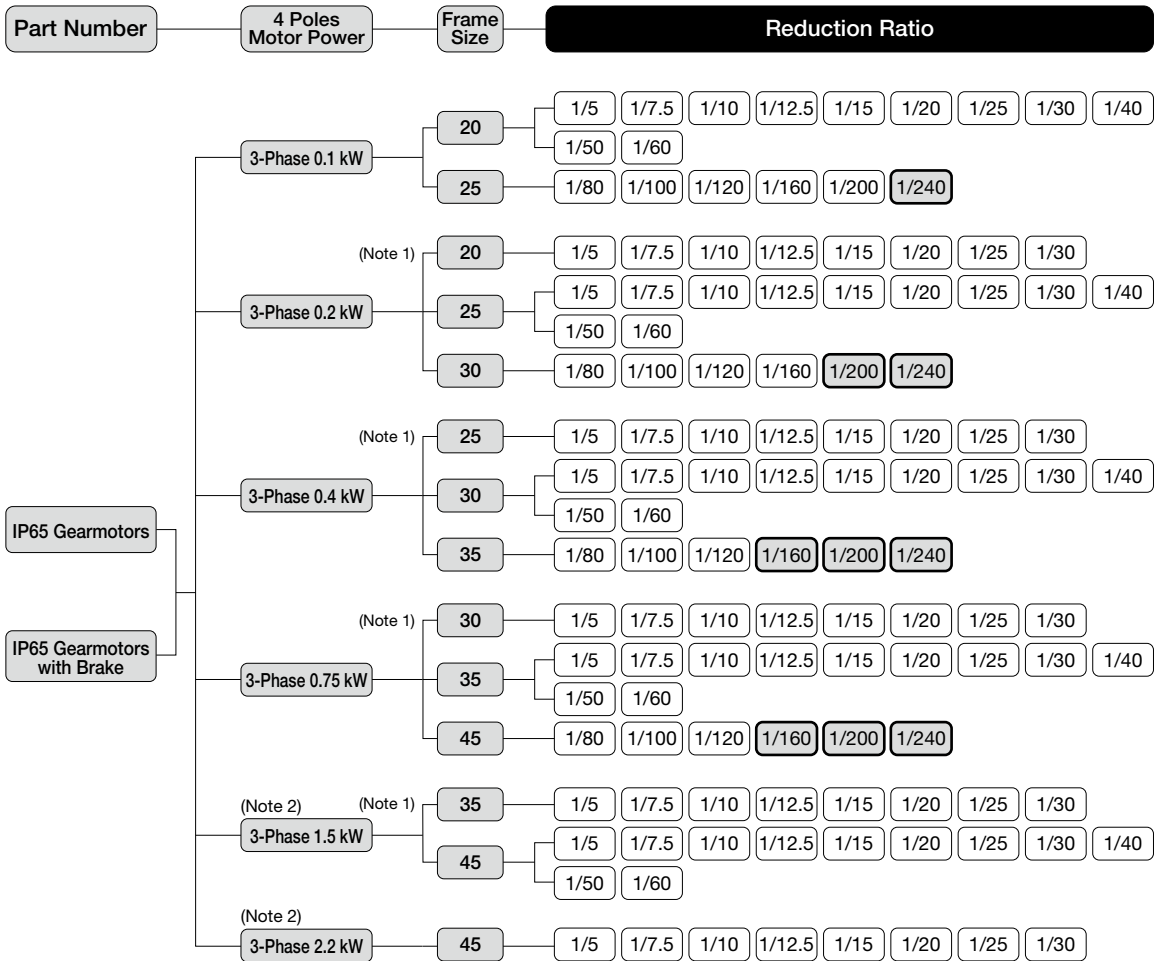 Part Number 4 Poles Motor Power Frame Size Reduction Ratio
3-Phase 0.1 kW
20
1/5 1/7.5 1/10 1/12.5 1/15 1/20 1/25 1/30 1/40
1/50 1/60
25
1/80 1/100 1/120 1/160 1/200 1/240
3-Phase 0.2 kW
(Note 1) 20
1/5 1/7.5 1/10 1/12.5 1/15 1/20 1/25 1/30
25
1/5 1/7.5 1/10 1/12.5 1/15 1/20 1/25 1/30 1/40
1/50 1/60
30
1/80 1/100 1/120 1/160 1/200 1/240
IP65 Gearmotors
IP65 Gearmotors
with Brake
3-Phase 0.4 kW
(Note 1) 25
1/5 1/7.5 1/10 1/12.5 1/15 1/20 1/25 1/30
30
1/5 1/7.5 1/10 1/12.5 1/15 1/20 1/25 1/30 1/40
1/50 1/60
35
1/80 1/100 1/120 1/160 1/200 1/240
3-Phase 0.75 kW
(Note 1) 30
1/5 1/7.5 1/10 1/12.5 1/15 1/20 1/25 1/30
35
1/5 1/7.5 1/10 1/12.5 1/15 1/20 1/25 1/30 1/40
1/50 1/60
45
1/80 1/100 1/120 1/160 1/200 1/240
(Note 2)
3-Phase 1.5 kW
(Note 1) 35
1/5 1/7.5 1/10 1/12.5 1/15 1/20 1/25 1/30
45
1/5 1/7.5 1/10 1/12.5 1/15 1/20 1/25 1/30 1/40
1/50 1/60
(Note 2)
3-Phase 2.2 kW
45
1/5 1/7.5 1/10 1/12.5 1/15 1/20 1/25 1/30